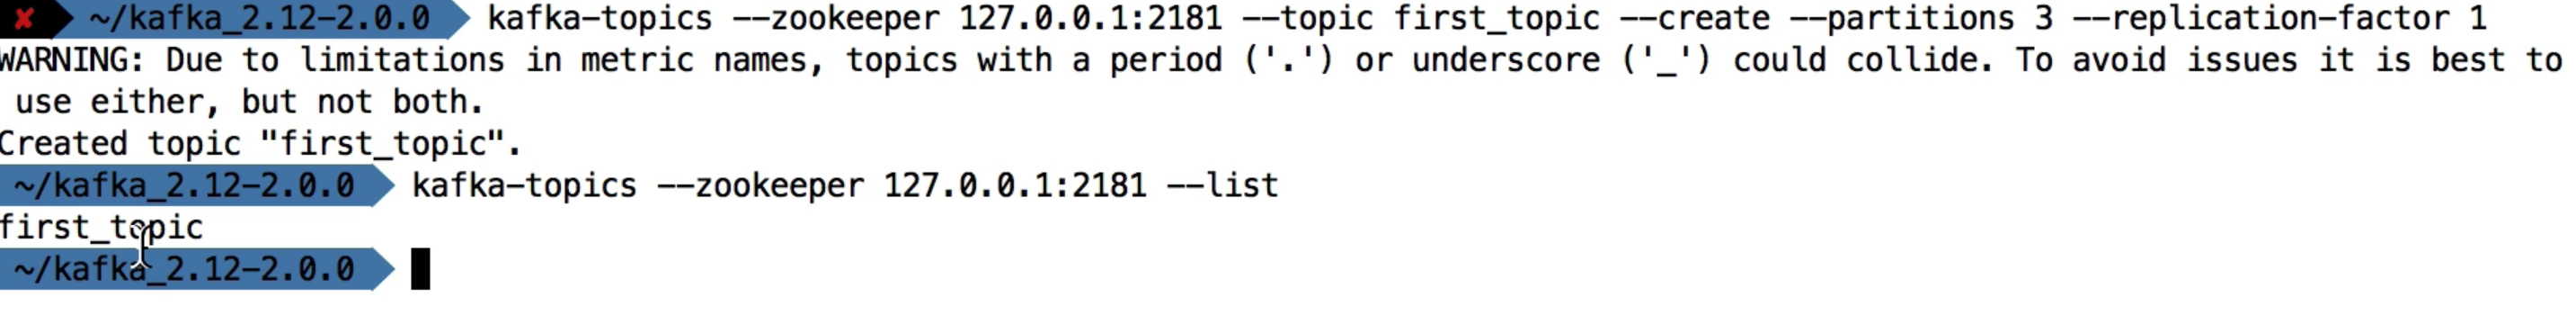 ✘ ~/kafka_2.12-2.0.0 kafka-topics --zookeeper 127.0.0.1:2181 --topic first_topic --create --partitions 3 --replication-factor 1
WARNING: Due to limitations in metric names, topics with a period ('.') or underscore ('_') could collide. To avoid issues it is best to
use either, but not both.
Created topic "first_topic".
~/kafka_2.12-2.0.0 kafka-topics --zookeeper 127.0.0.1:2181 --list
first_topic
~/kafka_2.12-2.0.0